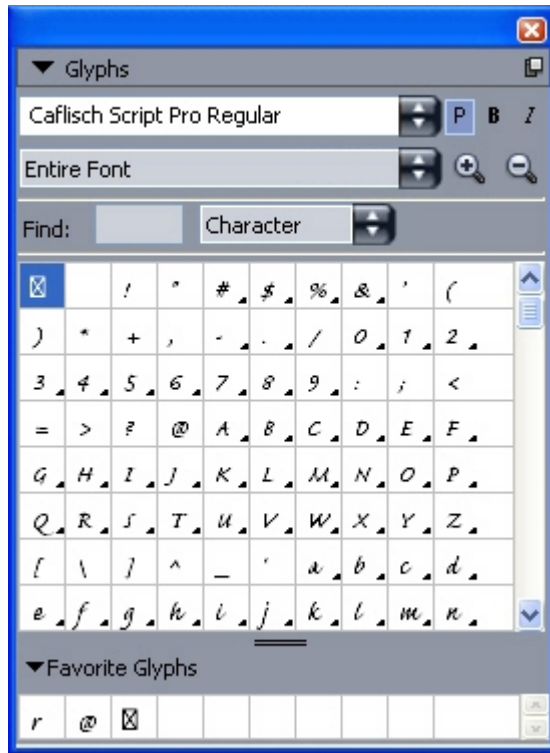 Glyphs
Caflisch Script Pro Regular P B I
Entire Font
Find: Character
! " # $ % & ' (
) * + , - . / 0 1 2
3 4 5 6 7 8 9 : ; <
= > ? @ A B C D E F
G H I J K L M N O P
Q R S T U V W X Y Z
[ \ ] ^ _ ` a b c d
e f g h i j k l m n
Favorite Glyphs
r @